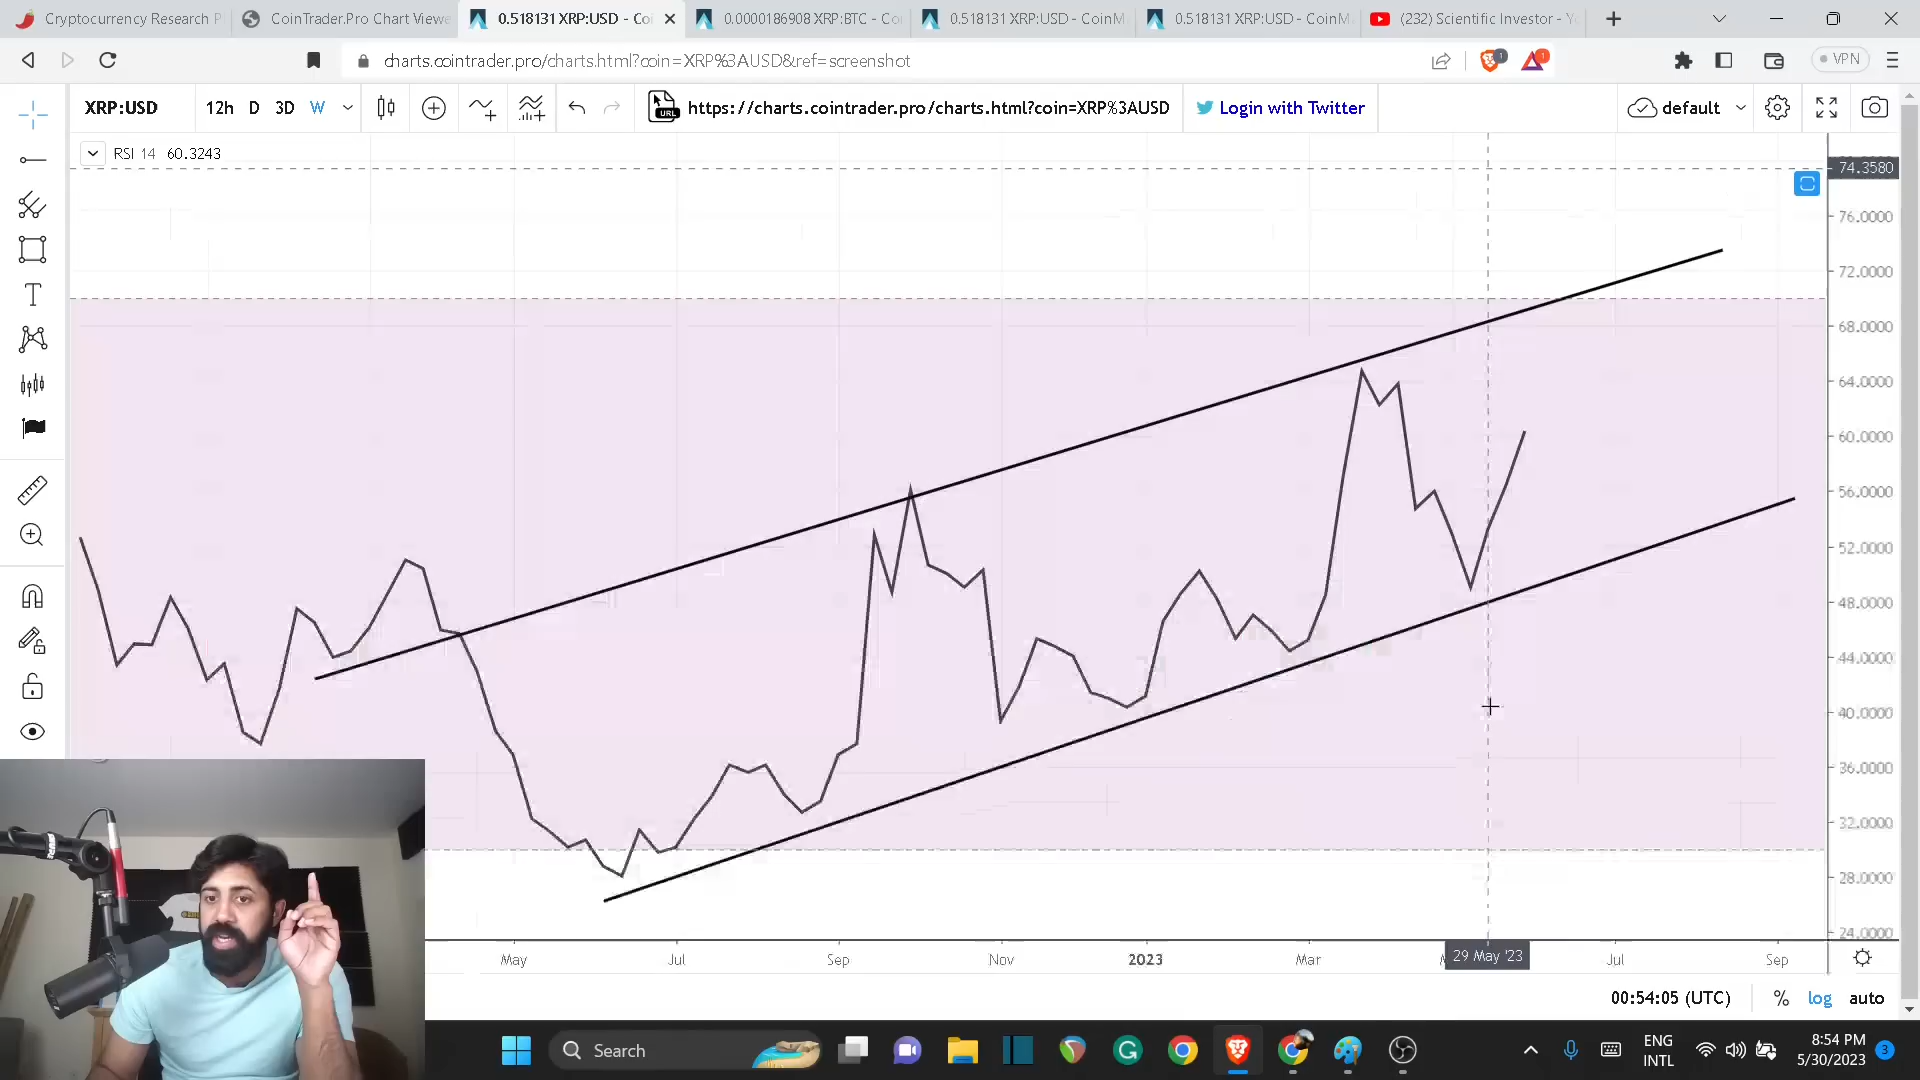 Cryptocurrency Research P
CoinTrader.Pro Chart Viewe
0.518131 XRP:USD - Co
0.0000186908 XRP:BTC - Co
0.518131 XRP:USD - CoinM
0.518131 XRP:USD - CoinM
(232) Scientific Investor - Y
charts.cointrader.pro/charts.html?coin=XRP%3AUSD&ref=screenshot
1
1
VPN
XRP:USD
12h
D
3D
W
URL
https://charts.cointrader.pro/charts.html?coin=XRP%3AUSD
Login with Twitter
default
RSI 14 60.3243
T
74.3580
76.0000
72.0000
68.0000
64.0000
60.0000
56.0000
52.0000
48.0000
44.0000
40.0000
36.0000
32.0000
28.0000
24.0000
May
Jul
Sep
Nov
2023
Mar
29 May '23
Jul
Sep
00:54:05 (UTC)
%
log
auto
Search
ENG
INTL
8:54 PM
5/30/2023
3